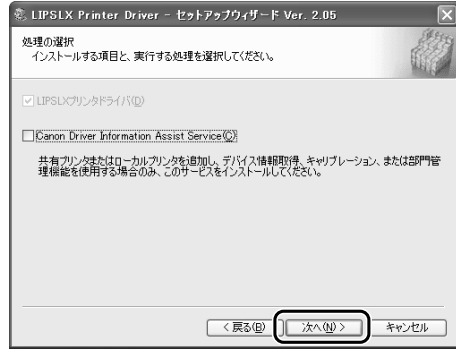 LIPSLX Printer Driver - セットアップウィザード Ver. 2.05
処理の選択
インストールする項目と、実行する処理を選択してください。
LIPSLXプリンタドライバ(D)
Canon Driver Information Assist Service(C)
共有プリンタまたはローカルプリンタを追加し、デバイス情報取得、キャリブレーション、または部門管
理機能を使用する場合のみ、このサービスをインストールしてください。
< 戻る(B)
次へ(N) >
キャンセル